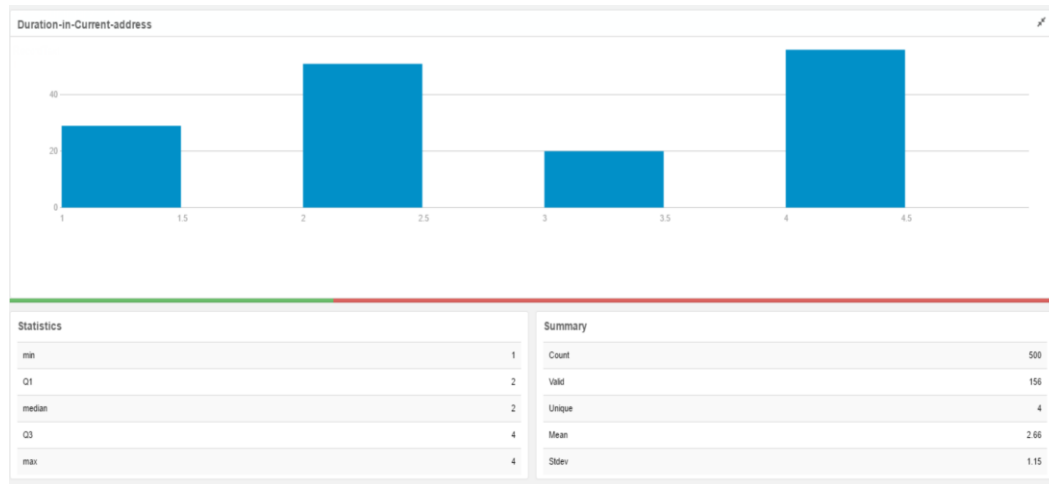 Duration-in-Current-address
40
20
0
1 1.5 2 2.5 3 3.5 4 4.5
Statistics
min 1
Q1 2
median 2
Q3 4
max 4
Summary
Count 500
Valid 156
Unique 4
Mean 2.66
Stdev 1.15